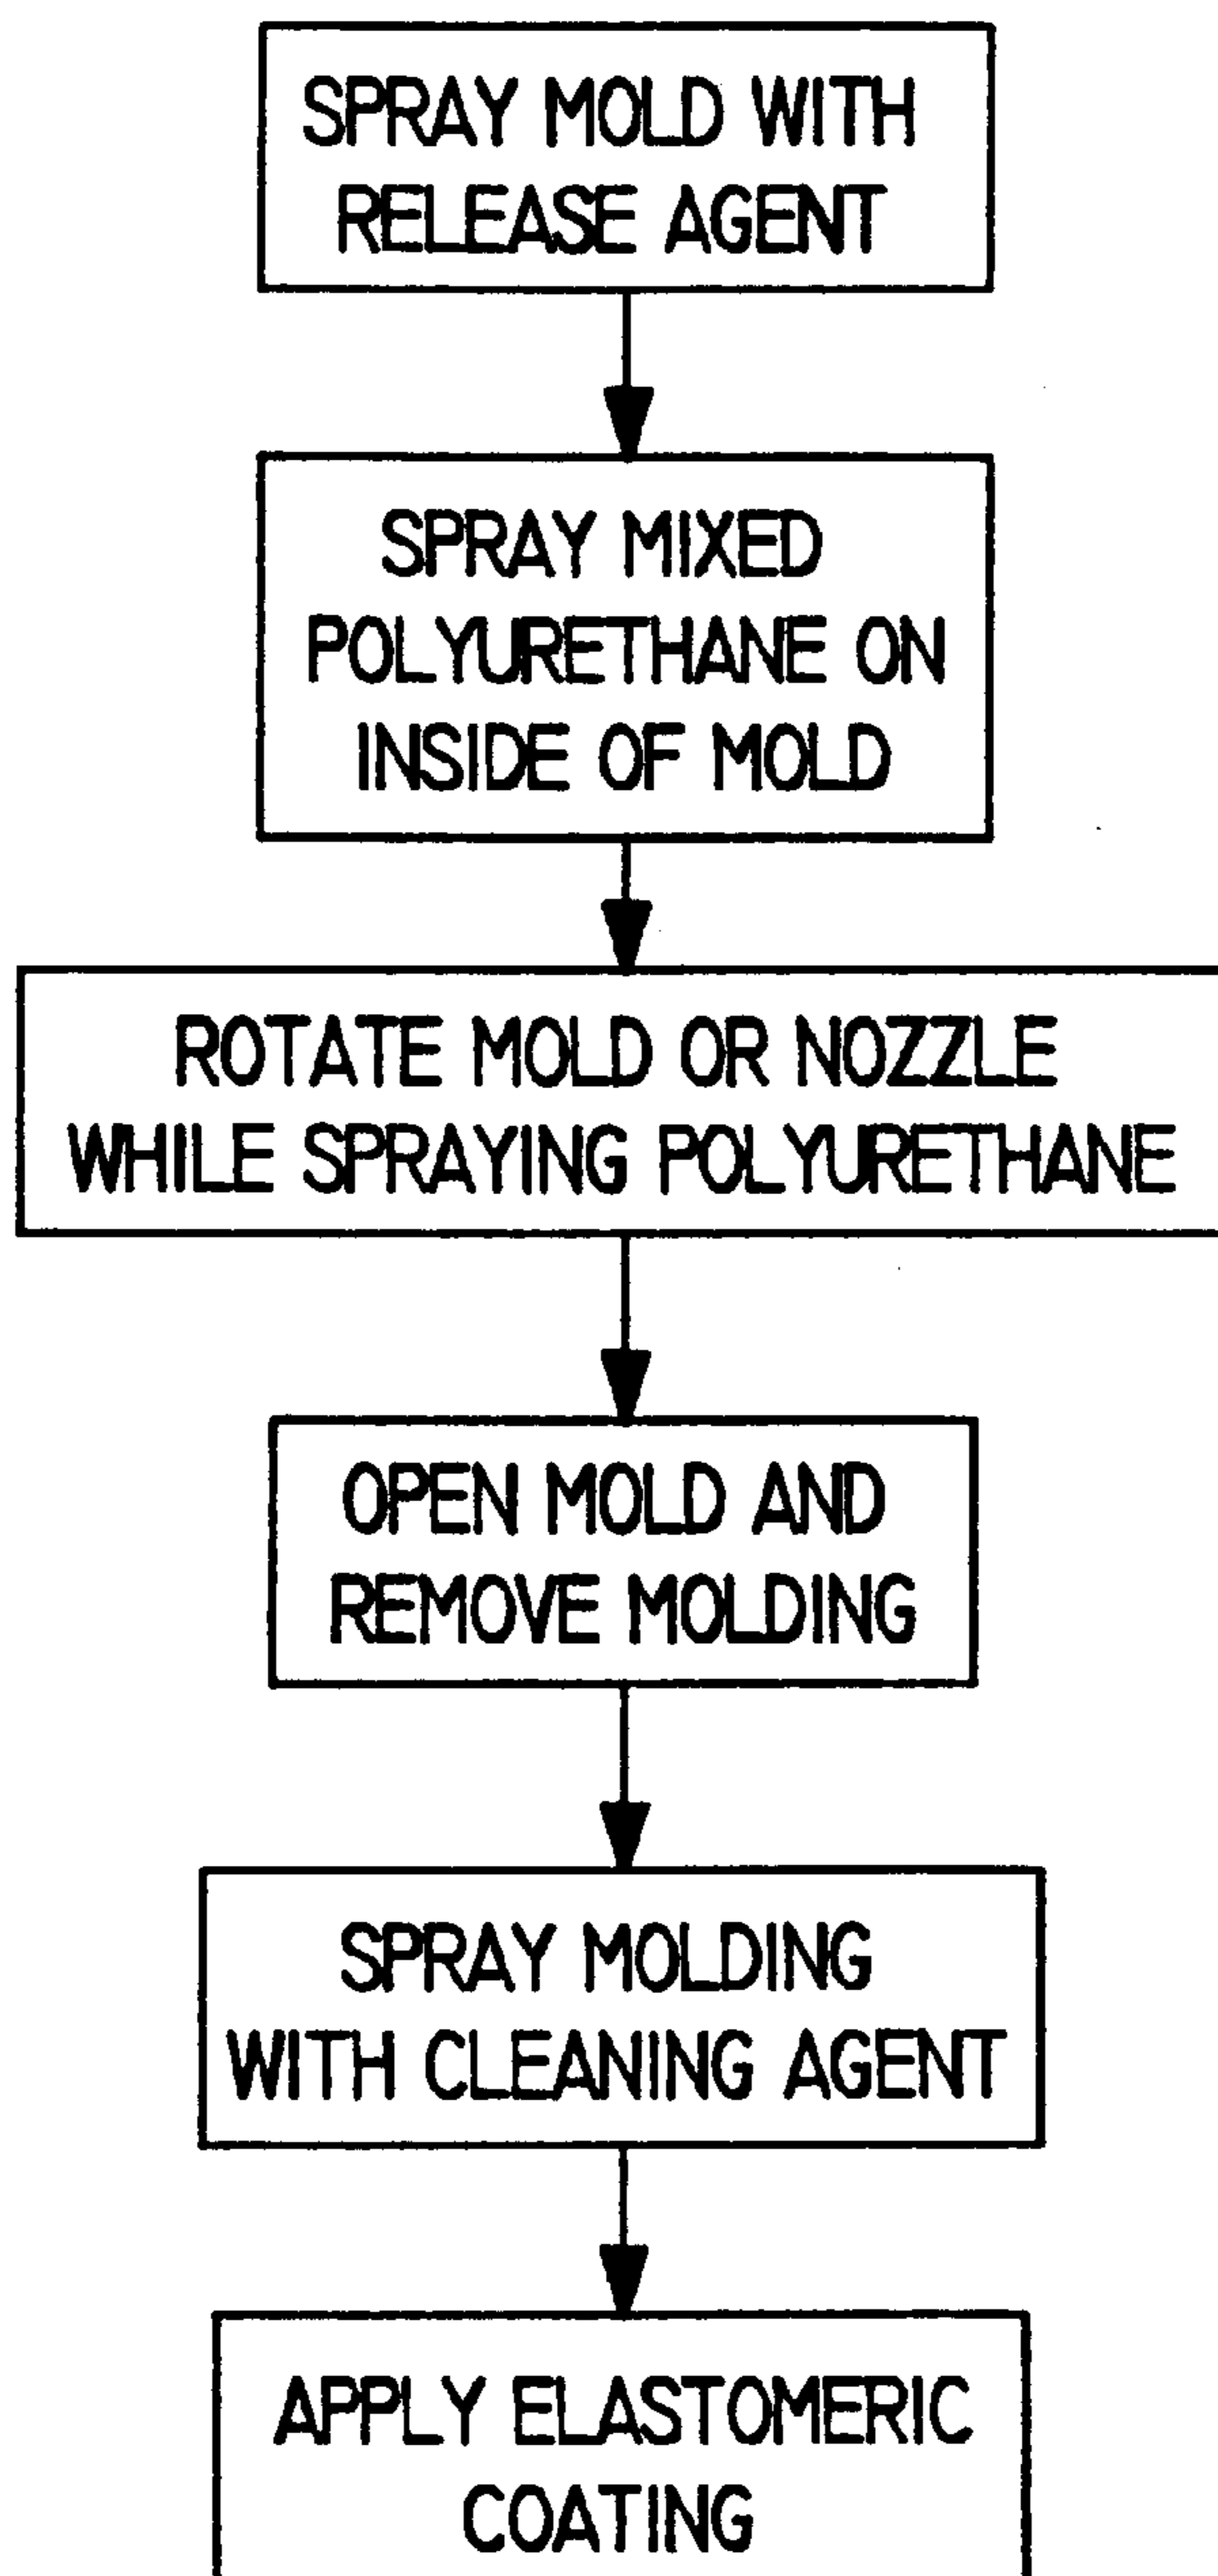 SPRAY MOLD WITH
RELEASE AGENT
SPRAY MIXED
POLYURETHANE ON
INSIDE OF MOLD
ROTATE MOLD OR NOZZLE
WHILE SPRAYING POLYURETHANE
OPEN MOLD AND
REMOVE MOLDING
SPRAY MOLDING
WITH CLEANING AGENT
APPLY ELASTOMERIC
COATING